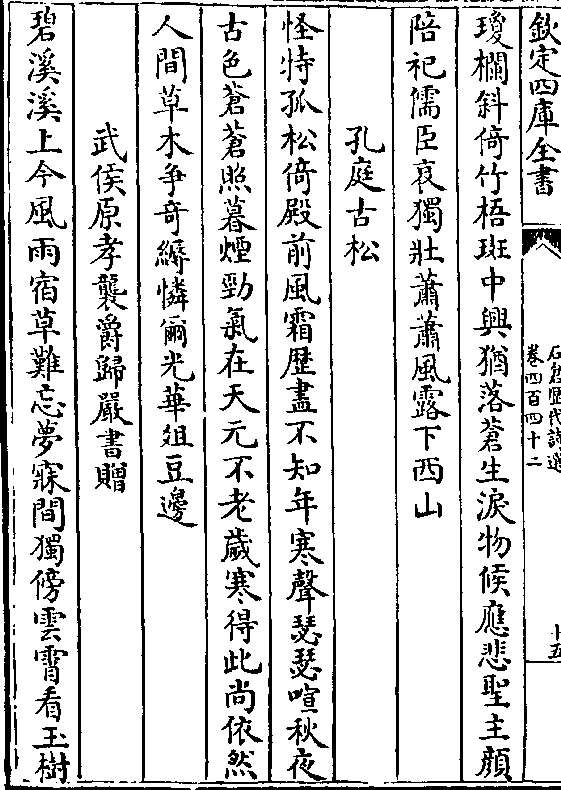 欽定四庫全書
石倉歷代詩選
卷四百四十二
十五
瓊欄斜倚竹梧斑中興猶落蒼生淚物候應悲聖主顔
陪祀儒臣哀獨壯蕭蕭風露下西山
孔庭古松
怪特孤松倚殿前風霜歴盡不知年寒聲瑟瑟喧秋夜
古色蒼蒼照暮煙勁氣在天元不老歲寒得此尚依然
人間草木爭奇縟憐爾光華俎豆邊
武侯原孝襲爵歸嚴書贈
碧溪溪上今風雨宿草難忘夢寐間獨傍雲霄看玉樹